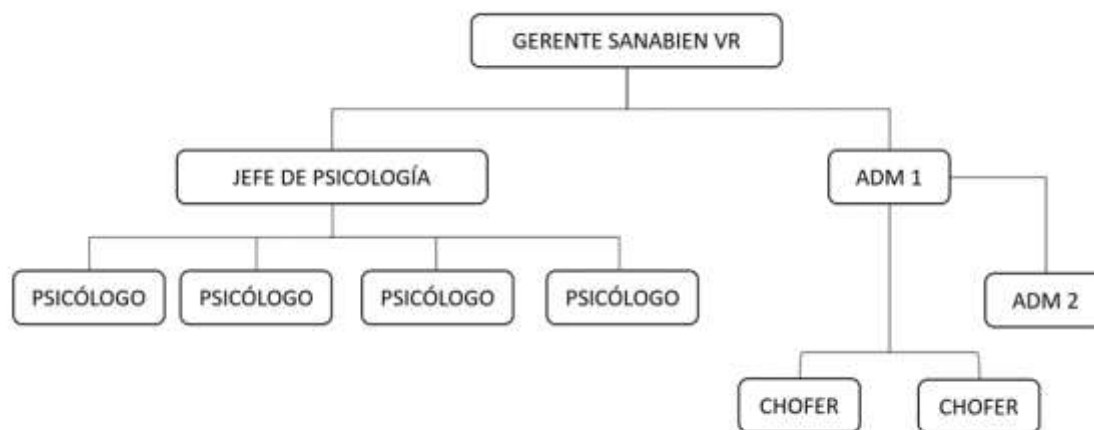 GERENTE SANABIEN VR
JEFE DE PSICOLOGÍA
ADM 1
PSICÓLOGO
PSICÓLOGO
PSICÓLOGO
PSICÓLOGO
ADM 2
CHOFER
CHOFER